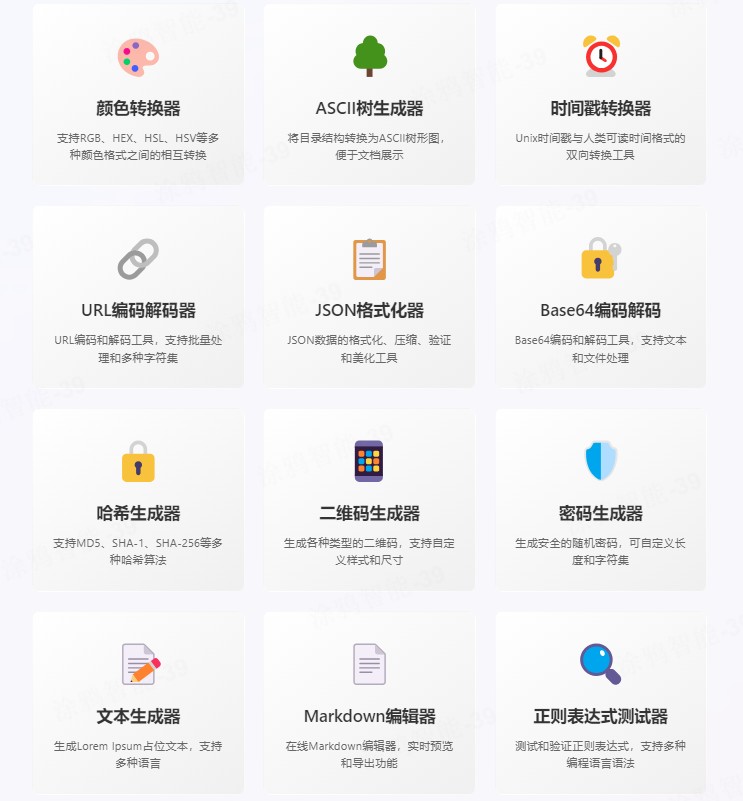 颜色转换器
支持RGB、HEX、HSL、HSV等多
种颜色格式之间的相互转换
ASCII树生成器
将目录结构转换为ASCII树形图，
便于文档展示
时间戳转换器
Unix时间戳与人类可读时间格式的
双向转换工具
URL编码解码器
URL编码和解码工具，支持批量处
理和多种字符集
JSON格式化器
JSON数据的格式化、压缩、验证
和美化工具
Base64编码解码
Base64编码和解码工具，支持文本
和文件处理
哈希生成器
支持MD5、SHA-1、SHA-256等多
种哈希算法
二维码生成器
生成各种类型的二维码，支持自定
义样式和尺寸
密码生成器
生成安全的随机密码，可自定义长
度和字符集
文本生成器
生成Lorem Ipsum占位文本，支持
多种语言
Markdown编辑器
在线Markdown编辑器，实时预览
和导出功能
正则表达式测试器
测试和验证正则表达式，支持多种
编程语言语法